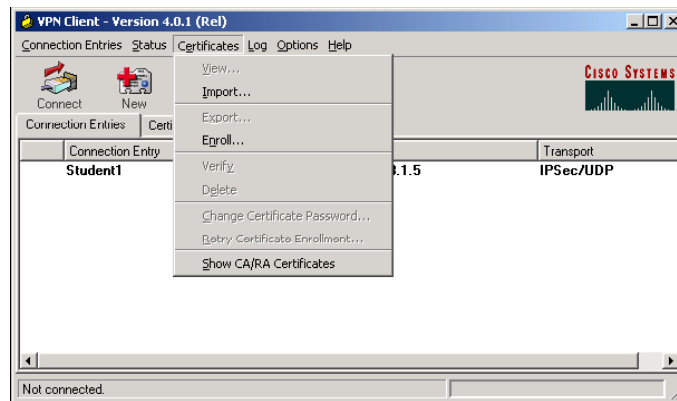 VPN Client - Version 4.0.1 (Rel)
Connection Entries Status Certificates Log Options Help
Connect New
CISCO SYSTEMS
View...
Import...
Export...
Enroll...
Verify
Delete
Change Certificate Password...
Retry Certificate Enrollment...
Show CA/RA Certificates
Connection Entries Certi
Connection Entry Transport
Student1 3.1.5 IPSec/UDP
Not connected.